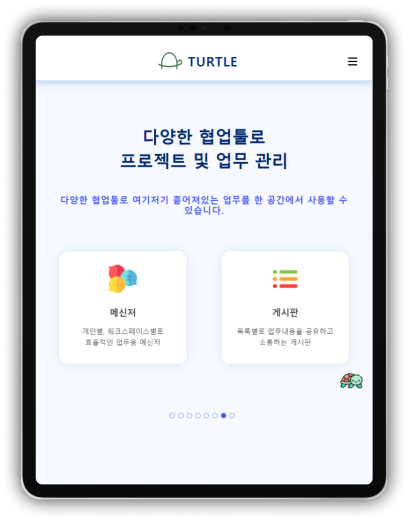 TURTLE
다양한 협업툴로
프로젝트 및 업무 관리
다양한 협업툴로 여기저기 흩어져있는 업무를 한 공간에서 사용할 수
있습니다.
메신저
개인별, 워크스페이스별로
효율적인 업무용 메신저
게시판
목록별로 업무내용을 공유하고
소통하는 게시판